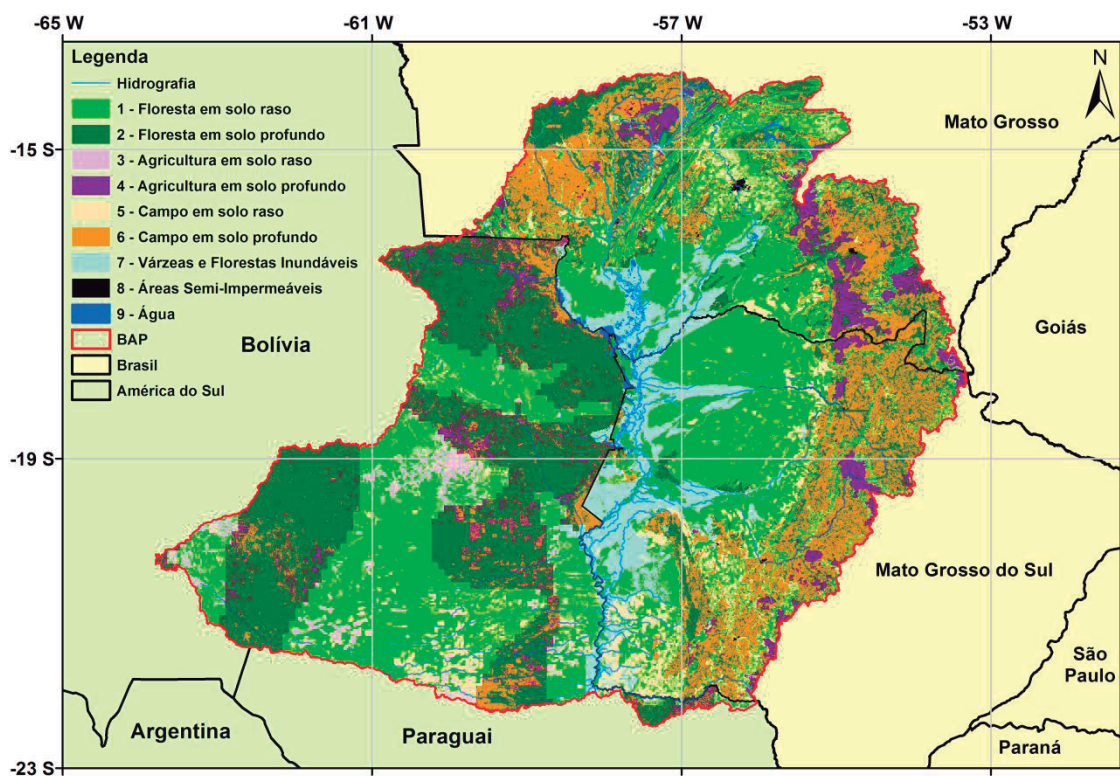 -65 W
-61 W
-57 W
-53 W
Legenda
Hidrografia
1 - Floresta em solo raso
2 - Floresta em solo profundo
3 - Agricultura em solo raso
4 - Agricultura em solo profundo
5 - Campo em solo raso
6 - Campo em solo profundo
7 - Várzeas e Florestas Inundáveis
8 - Áreas Semi-Impermeáveis
9 - Água
BAP
Brasil
América do Sul
N
Mato Grosso
-15 S
Goiás
Bolívia
-19 S
Mato Grosso do Sul
São
Paulo
Argentina
Paraguai
Paraná
-23 S